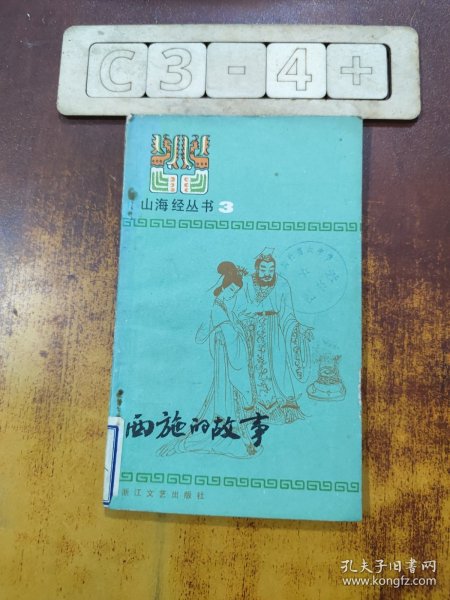 C3-4+
山海经丛书3
西施的故事
浙江文艺出版社
孔夫子旧书网
www.kongfz.com